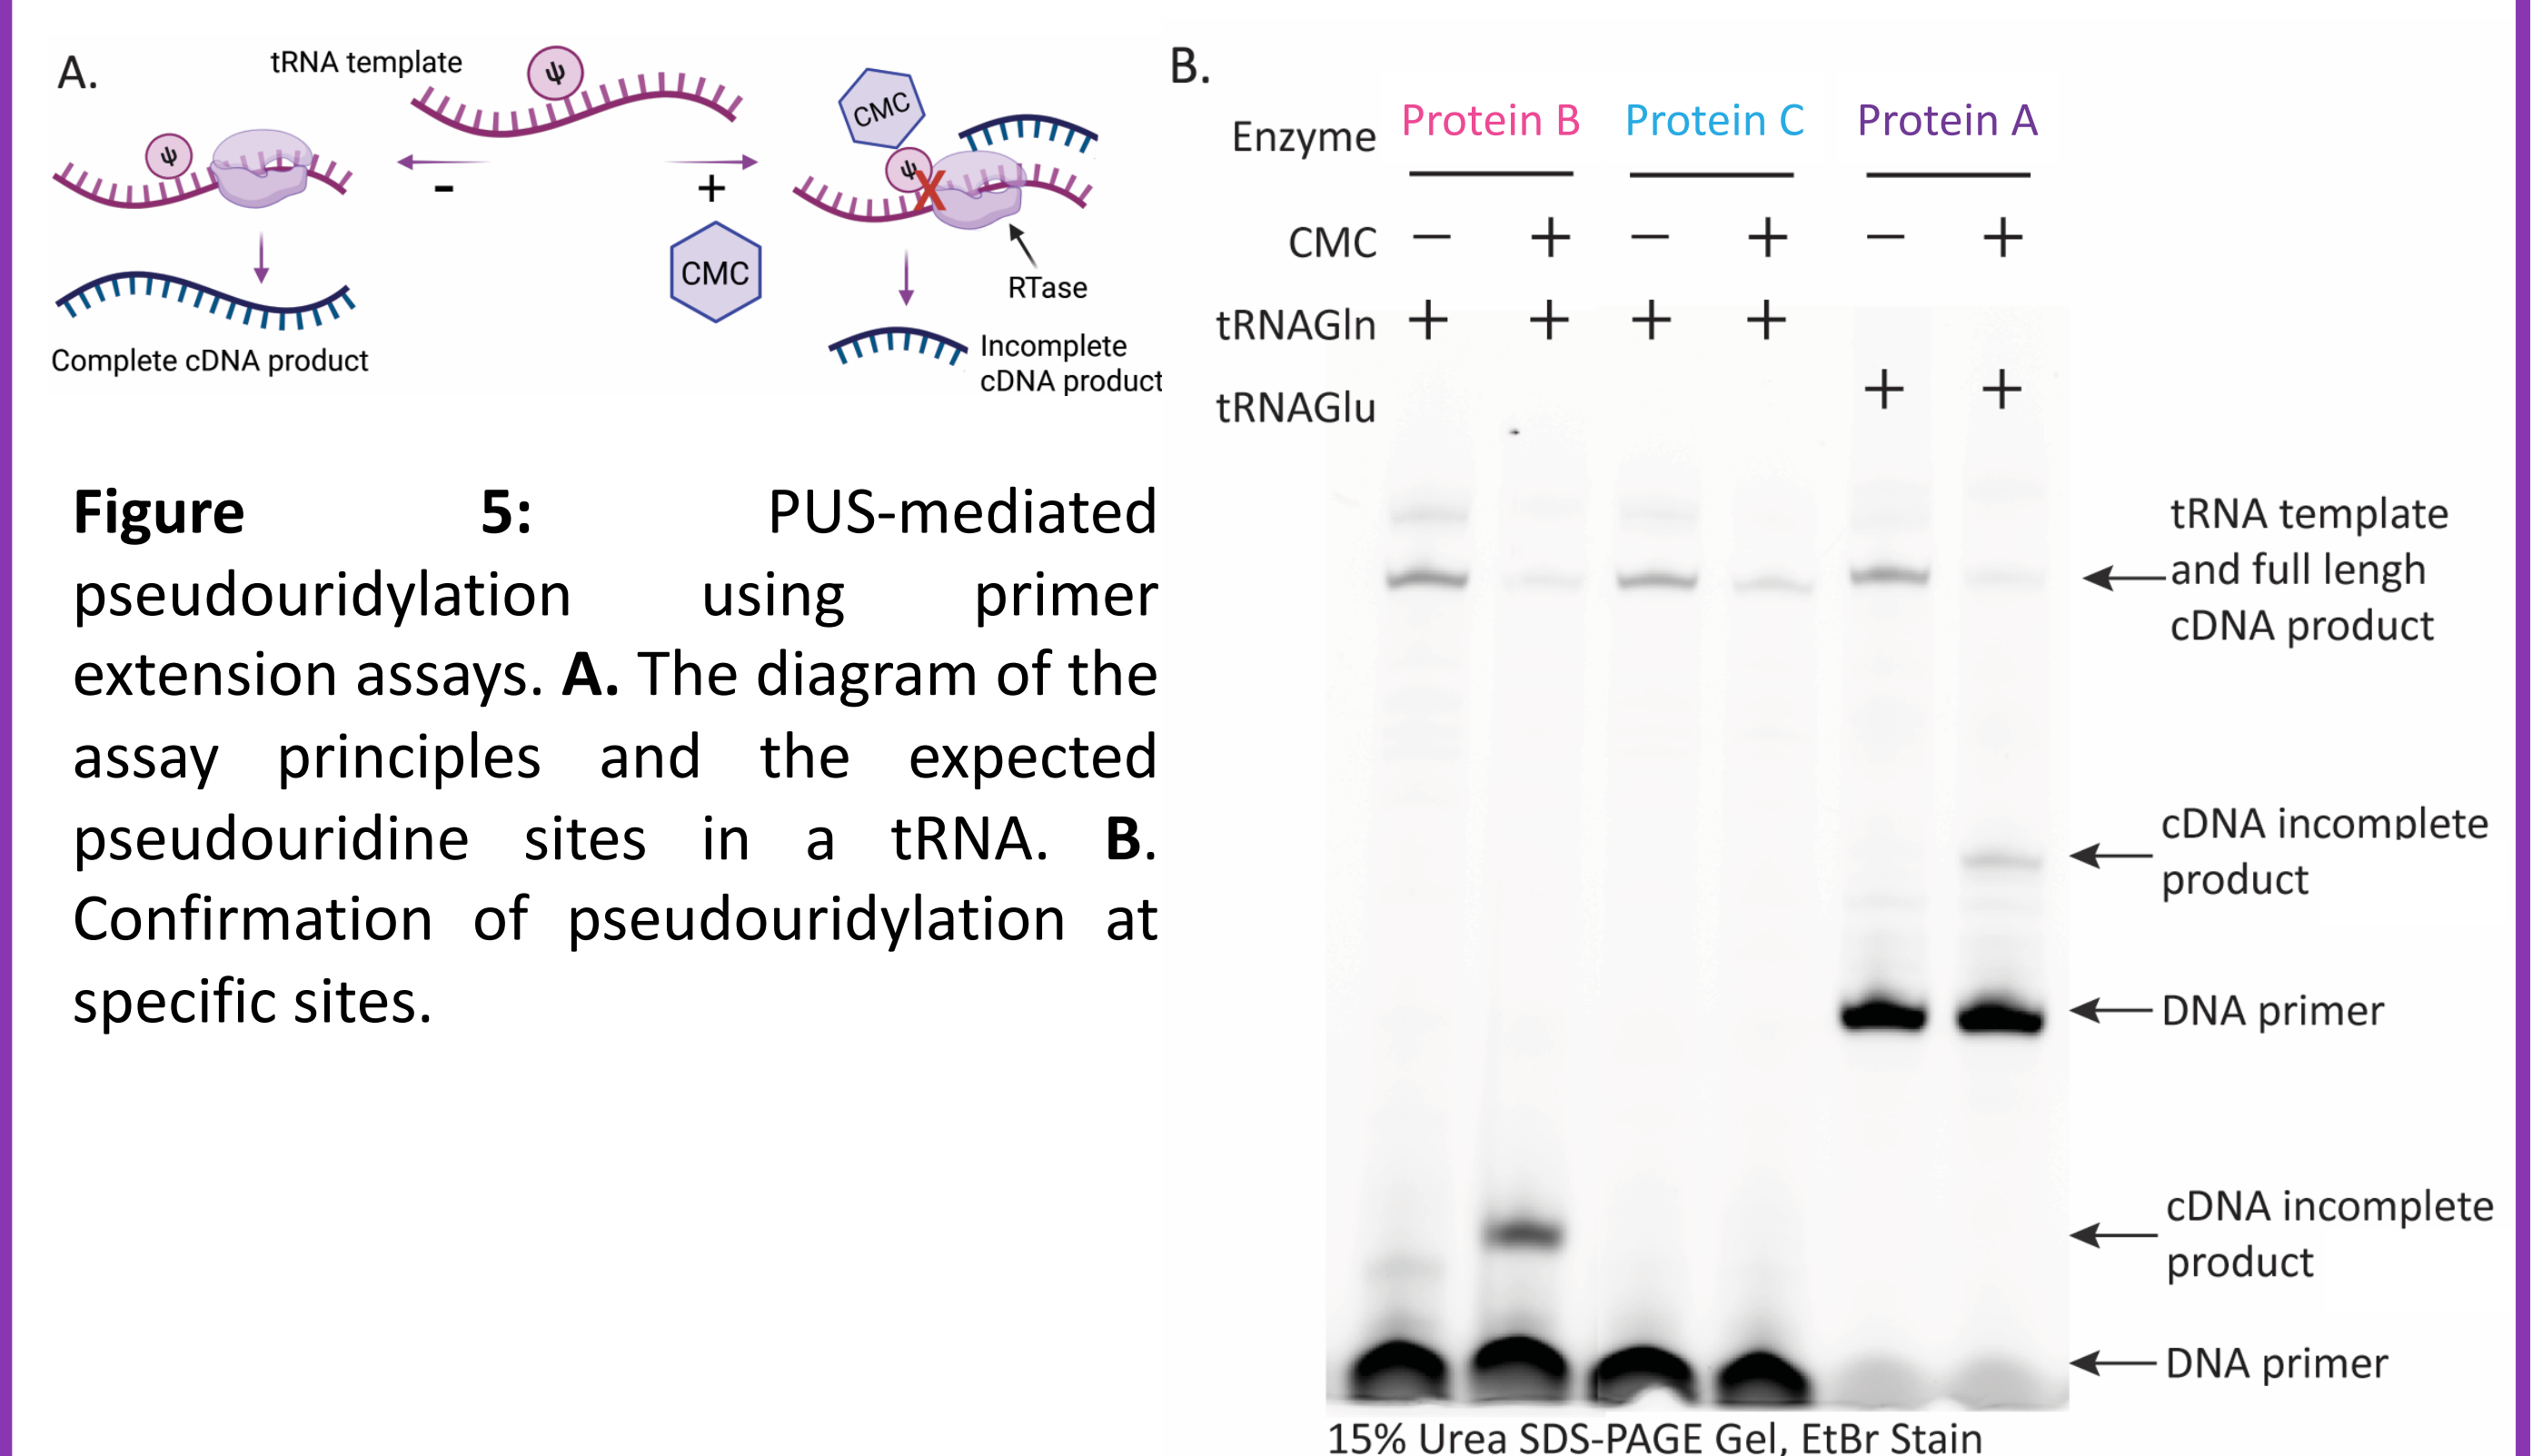 A.
tRNA template
ψ
CMC
ψ
ψ
X
-
+
CMC
RTase
Complete cDNA product
Incomplete
cDNA product
Figure 5: PUS-mediated
pseudouridylation using primer
extension assays. A. The diagram of the
assay principles and the expected
pseudouridine sites in a tRNA. B.
Confirmation of pseudouridylation at
specific sites.
B.
Enzyme Protein B Protein C Protein A
CMC − + − + − +
tRNAGln + + + +
tRNAGlu + +
tRNA template
and full lengh
cDNA product
cDNA incomplete
product
DNA primer
cDNA incomplete
product
DNA primer
15% Urea SDS-PAGE Gel, EtBr Stain